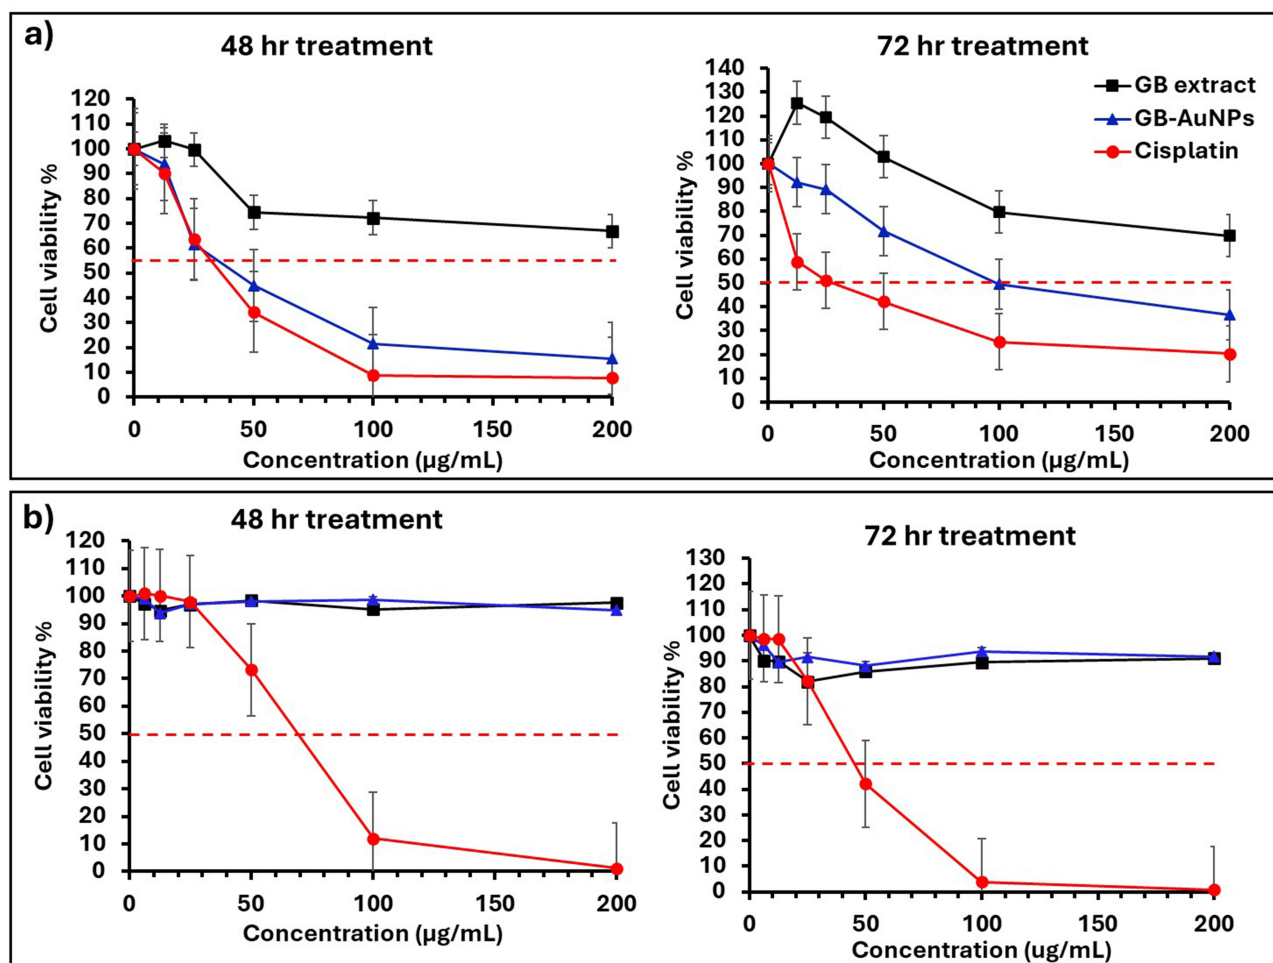 a)
48 hr treatment
120
110
100
90
80
70
60
50
40
30
20
10
0
Cell viability %
0 50 100 150 200
Concentration (µg/mL)
72 hr treatment
140
130
120
110
100
90
80
70
60
50
40
30
20
10
0
Cell viability %
0 50 100 150 200
Concentration (µg/mL)
GB extract
GB-AuNPs
Cisplatin
b)
48 hr treatment
120
110
100
90
80
70
60
50
40
30
20
10
0
Cell viability %
0 50 100 150 200
Concentration (µg/mL)
72 hr treatment
130
120
110
100
90
80
70
60
50
40
30
20
10
0
Cell viability %
0 50 100 150 200
Concentration (ug/mL)